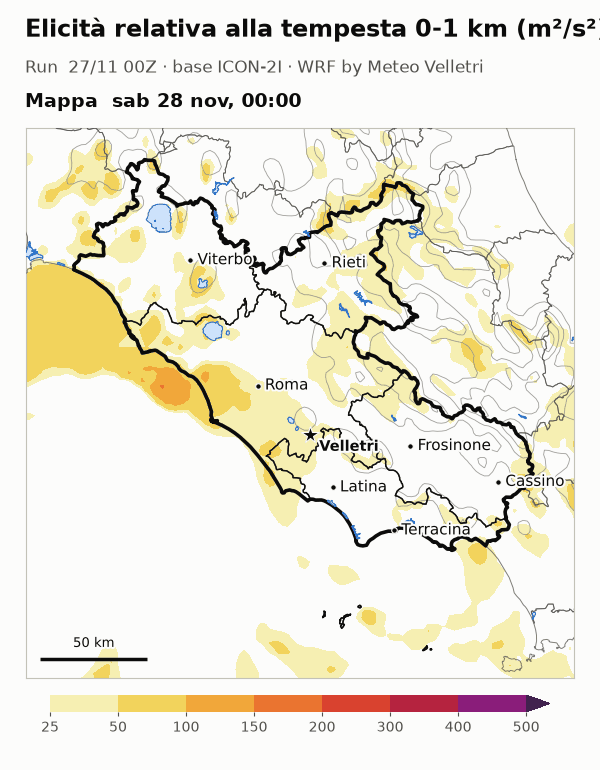 Elicità relativa alla tempesta 0-1 km (m²/s²)
Run 27/11 00Z · base ICON-2I · WRF by Meteo Velletri
Mappa sab 28 nov, 00:00
Viterbo
Rieti
Roma
Velletri
Frosinone
Cassino
Latina
Terracina
50 km
25 50 100 150 200 300 400 500